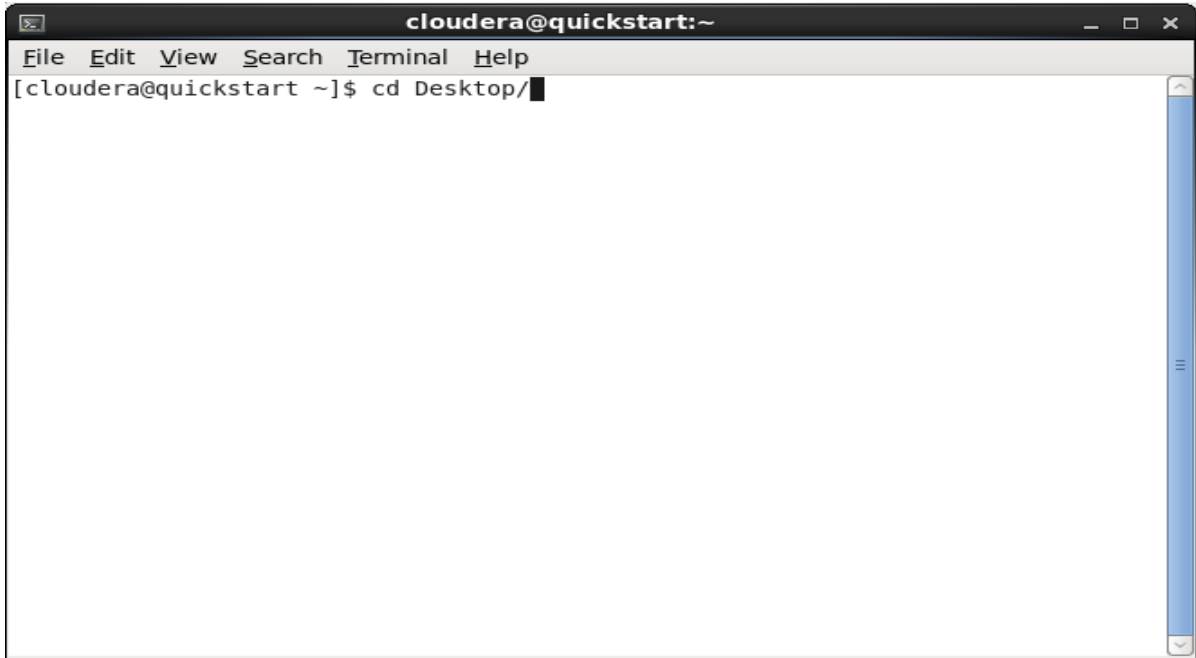 cloudera@quickstart:~
File Edit View Search Terminal Help
[cloudera@quickstart ~]$ cd Desktop/